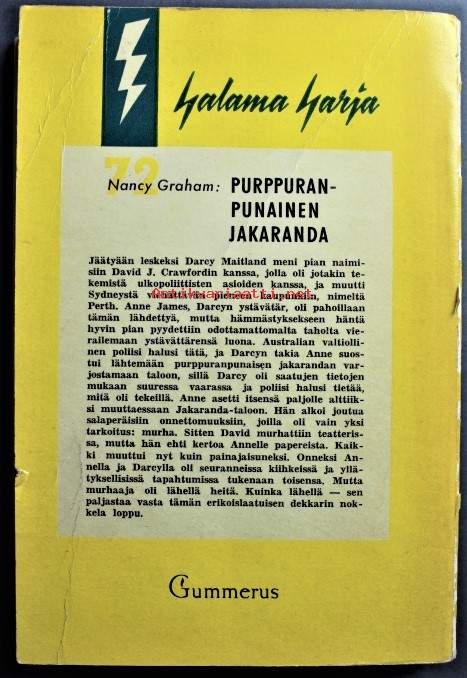 Salama Sarja
72
Nancy Graham: PURPPURAN-
PUNAINEN
JAKARANDA
Jäätyään leskeksi Darcy Maitland meni pian naimi-
siin David J. Crawfordin kanssa, jolla oli jotakin te-
kemistä ulkopoliittisten asioiden kanssa, ja muutti
Sydneystä pieneen kaupunkiin, nimeltä
Perth. Anne James, Darcyn ystävätär, oli pahoillaan
tämän lähdettyä, mutta hämmästyksekseen häntä
hyvin pian pyydettiin odottamattomalta taholta vie-
railemaan ystävättärensä luona. Australian valtiolli-
nen poliisi halusi tätä, ja Darcyn takia Anne suos-
tui lähtemään purppuranpunaisen jakarandan var-
jostamaan taloon, sillä Darcy oli saatujen tietojen
mukaan suuressa vaarassa ja poliisi halusi tietää,
mitä oli tekeillä. Anne asetti itsensä paljolle alttiik-
si muuttaessaan Jakaranda-taloon. Hän alkoi joutua
salaperäisiin onnettomuuksiin, joilla oli vain yksi
tarkoitus: murha. Sitten David murhattiin teatteris-
sa, mutta hän ehti kertoa Annelle papereista. Kaik-
ki muuttui nyt kuin painajaisuneksi. Onneksi An-
nella ja Darcylla oli seuranneissa kiihkeissä ja yllä-
tyksellisissä tapahtumissa tukenaan toisensa. Mutta
murhaaja oli lähellä heitä. Kuinka lähellä — sen
paljastaa vasta tämän erikoislaatuisen dekkarin nok-
kela loppu.
Gummerus